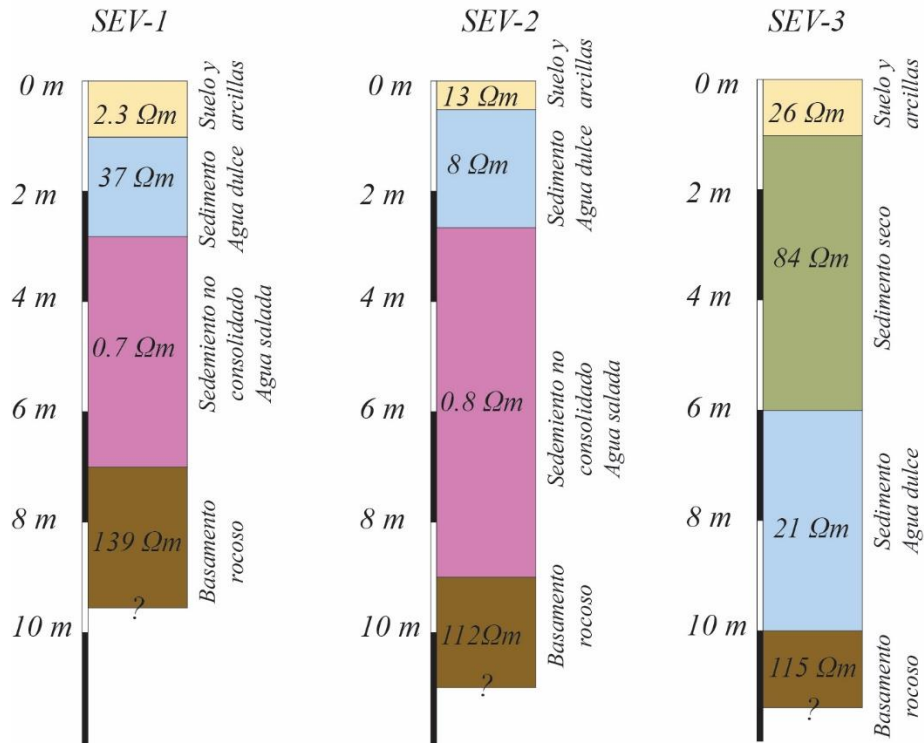 SEV-1
0 m
2 m
4 m
6 m
8 m
10 m
2.3 Ωm
37 Ωm
0.7 Ωm
139 Ωm
?
Suelo y
arcillas
Sedimento
Agua dulce
Sedemiento no
consolidado
Agua salada
Basamento
rocoso
SEV-2
0 m
2 m
4 m
6 m
8 m
10 m
13 Ωm
8 Ωm
0.8 Ωm
112Ωm
?
Suelo y
arcillas
Sedimento
Agua dulce
Sedemiento no
consolidado
Agua salada
Basamento
rocoso
SEV-3
0 m
2 m
4 m
6 m
8 m
10 m
26 Ωm
84 Ωm
21 Ωm
115 Ωm
?
Suelo y
arcillas
Sedimento seco
Sedimento
Agua dulce
Basamento
rocoso